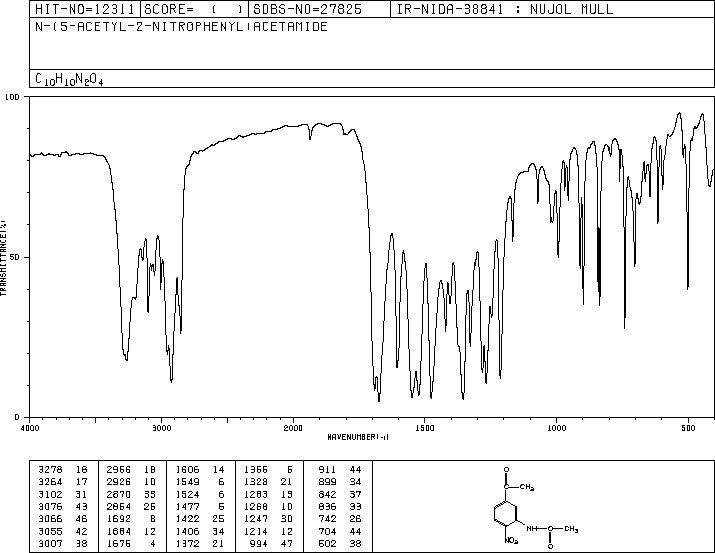 HIT-NO=12311 SCORE= ( ) SDBS-NO=27825 IR-NIDA-38841 : NUJOL MULL
N-(5-ACETYL-2-NITROPHENYL)ACETAMIDE
C10H10N2O4
100
50
0
TRANSMITTANCE(%)
4000 3000 2000 1500 1000 500
WAVENUMBER(-1)
3278 18 2956 18 1606 14 1355 5 911 44
3264 17 2926 10 1549 6 1328 21 899 34
3102 31 2870 35 1524 6 1283 13 842 37
3076 43 2854 25 1477 5 1268 10 836 33
3066 46 1692 8 1422 25 1247 30 742 26
3055 42 1684 12 1406 34 1214 12 704 44
3007 38 1675 4 1372 21 994 47 502 38
O
C-CH3
NH-C-CH3
NO2
O